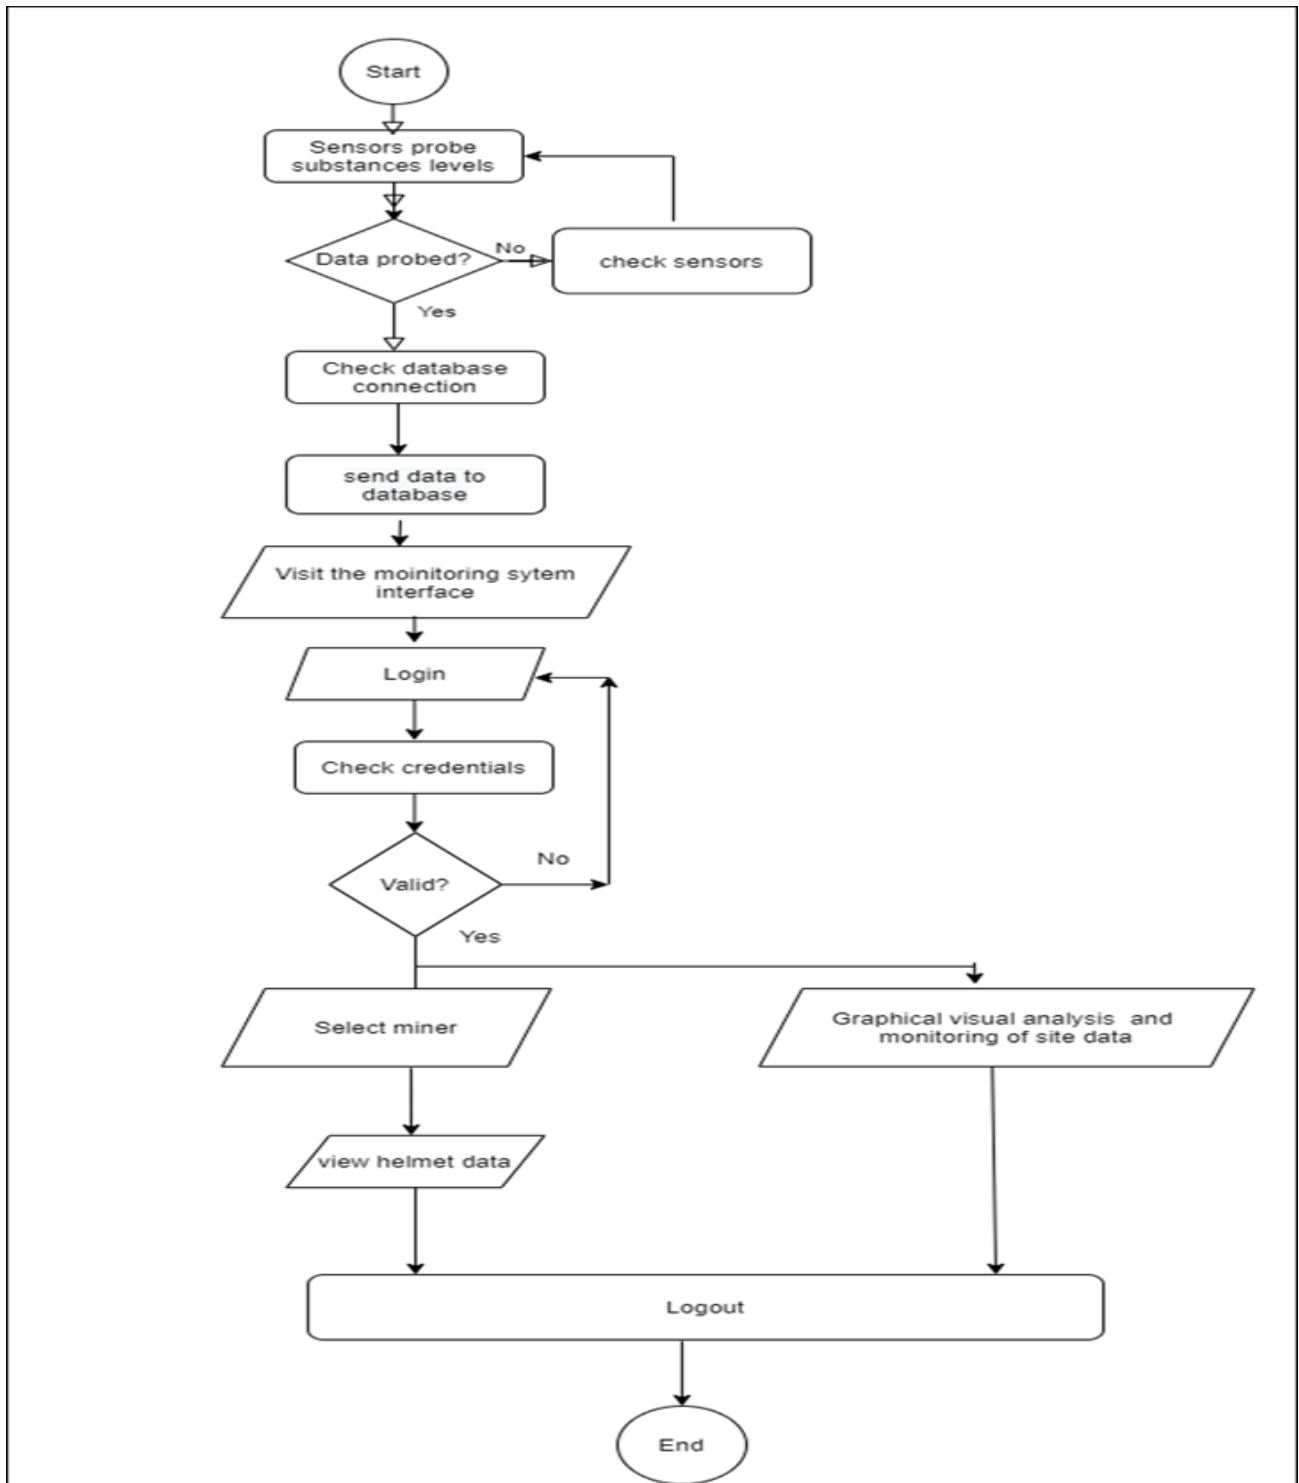 Start
Sensors probe
substances levels
Data probed?
No
check sensors
Yes
Check database
connection
send data to
database
Visit the moinitoring sytem
interface
Login
Check credentials
Valid?
No
Yes
Select miner
Graphical visual analysis and
monitoring of site data
view helmet data
Logout
End